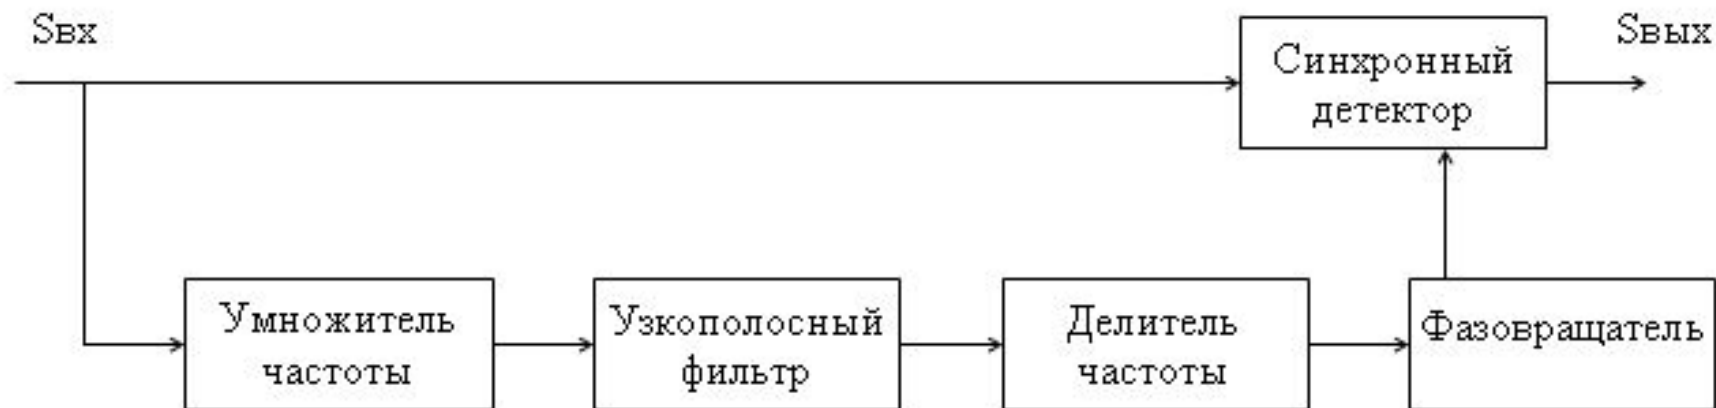 Sвх
Sвых
Синхронный
детектор
Умножитель
частоты
Узкополосный
фильтр
Делитель
частоты
Фазовращатель